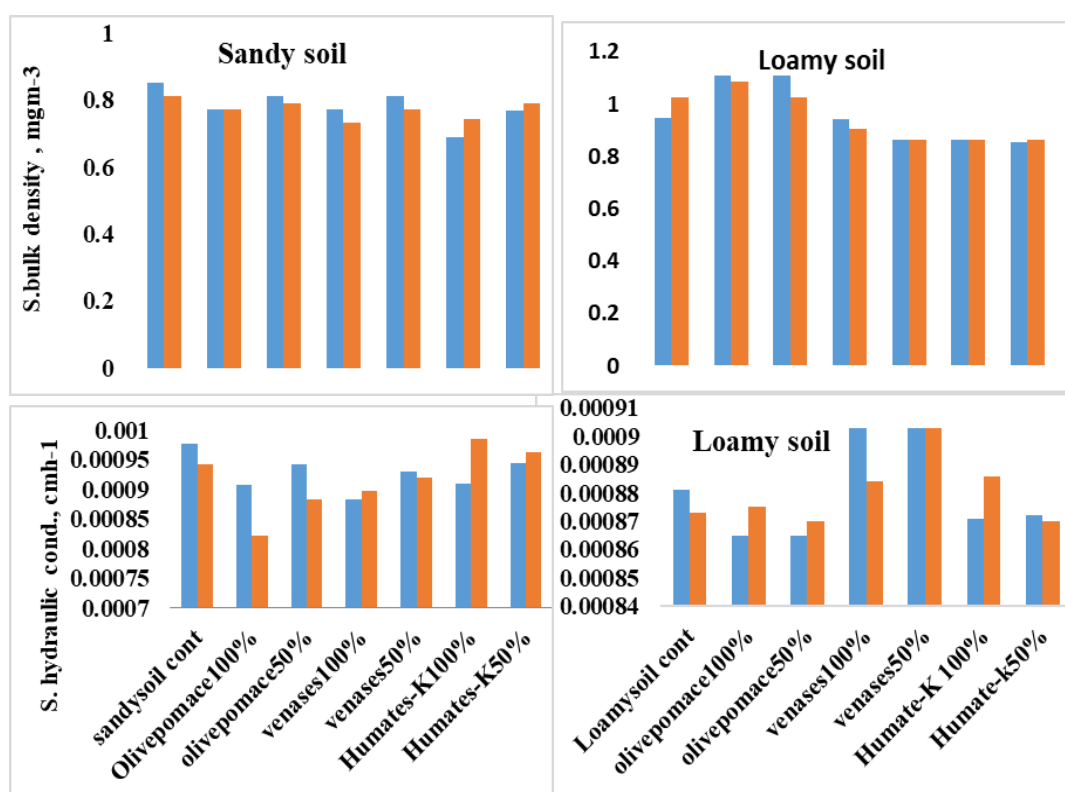 Sandy soil
S.bulk density , mgm-3
1
0.8
0.6
0.4
0.2
0
Loamy soil
1.2
1
0.8
0.6
0.4
0.2
0
S. hydraulic cond., cmh-1
0.001
0.00095
0.0009
0.00085
0.0008
0.00075
0.0007
sandysoil cont
Olivepomace100%
olivepomace50%
venases100%
venases50%
Humates-K100%
Humates-K50%
Loamy soil
0.00091
0.0009
0.00089
0.00088
0.00087
0.00086
0.00085
0.00084
Loamysoil cont
olivepomace100%
olivepomace50%
venases100%
venases50%
Humate-K 100%
Humate-k50%